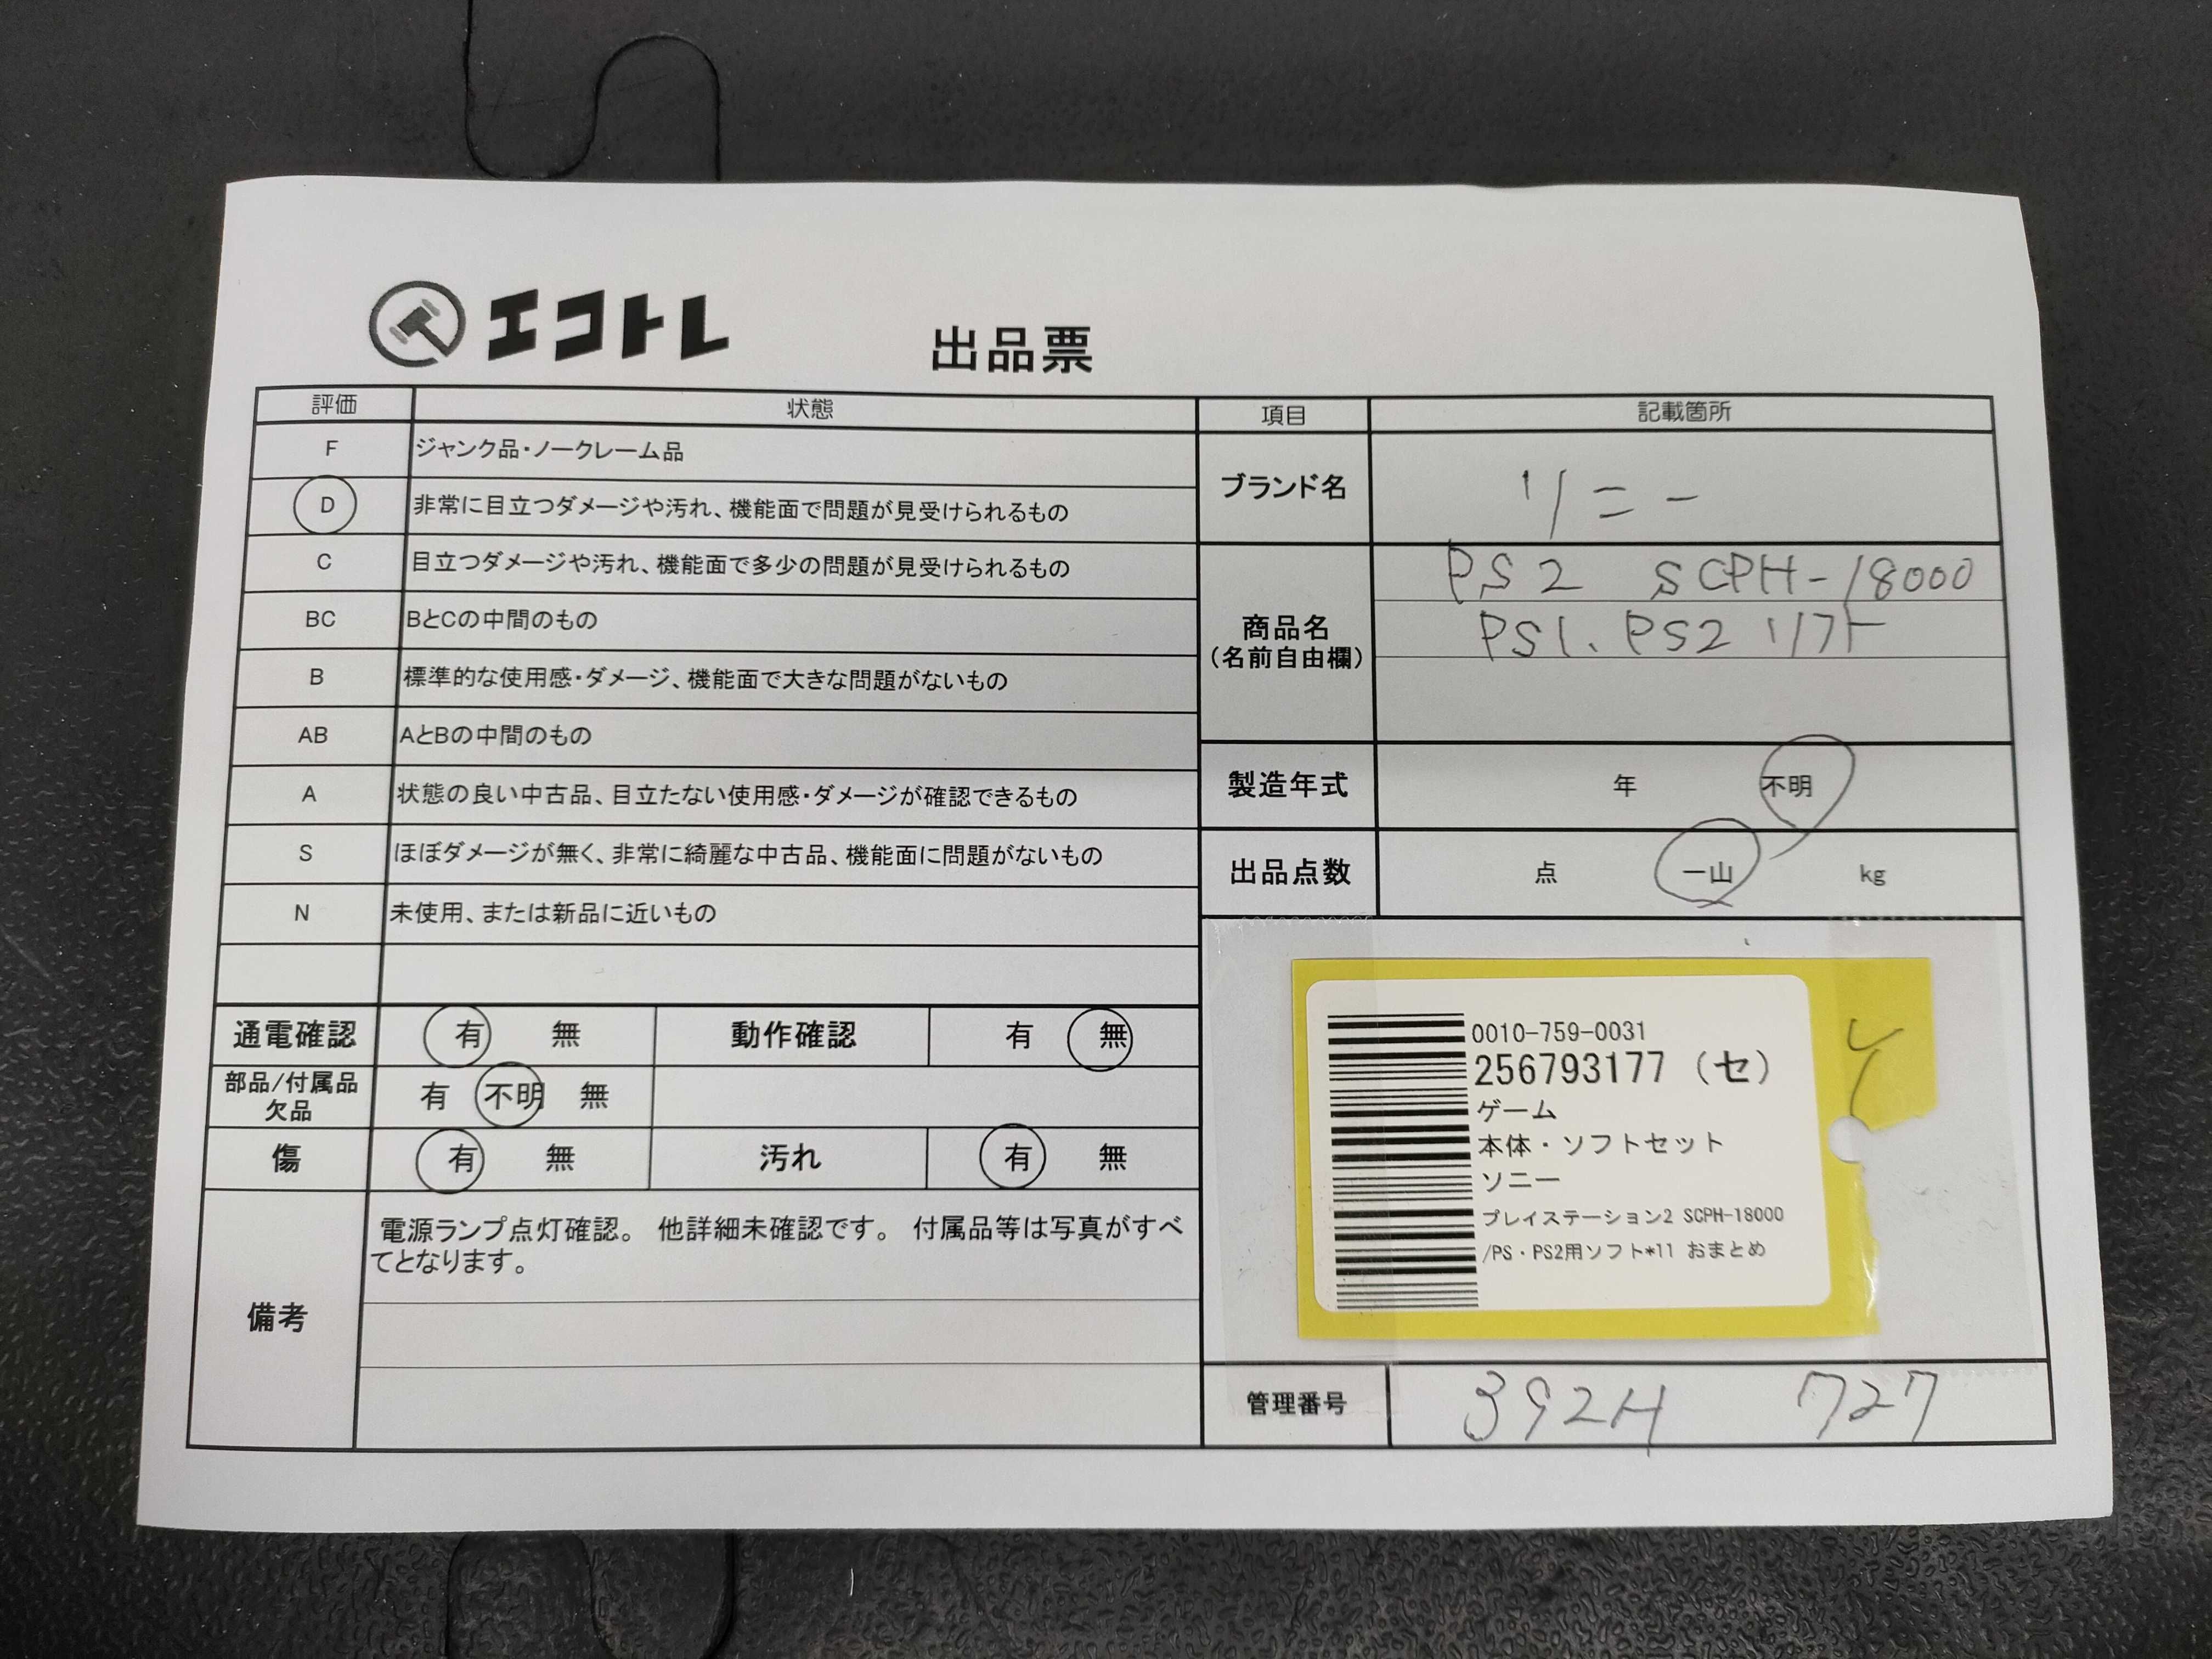 エコトレ
出品票
評価 状態
F ジャンク品・ノークレーム品
D 非常に目立つダメージや汚れ、機能面で問題が見受けられるもの
C 目立つダメージや汚れ、機能面で多少の問題が見受けられるもの
BC BとCの中間のもの
B 標準的な使用感・ダメージ、機能面で大きな問題がないもの
AB AとBの中間のもの
A 状態の良い中古品、目立たない使用感・ダメージが確認できるもの
S ほぼダメージが無く、非常に綺麗な中古品、機能面に問題がないもの
N 未使用、または新品に近いもの
通電確認 有 無 動作確認 有 無
部品/付属品
欠品
有 不明 無
傷 有 無 汚れ 有 無
備考
電源ランプ点灯確認。 他詳細未確認です。 付属品等は写真がすべ
てとなります。
項目 記載箇所
ブランド名 ソニー
商品名
(名前自由欄)
PS2 SCPH-18000
PS1、PS2ソフト
製造年式 年 不明
出品点数 点 一山 kg
0010-759-0031
256793177 (セ)
ゲーム
本体・ソフトセット
ソニー
プレイステーション2 SCPH-18000
/PS・PS2用ソフト*11 おまとめ
管理番号 392H 727